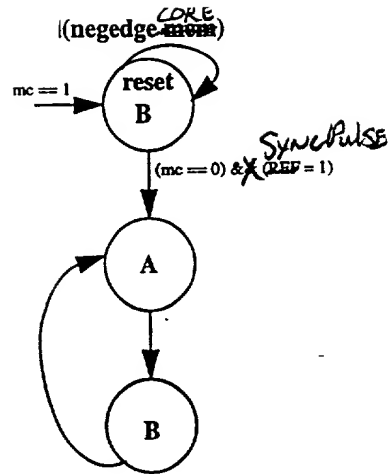 CORE
!(negedge mem)
reset
mc == 1
B
SYNCPULSE
(mc == 0) & (REF = 1)
A
B